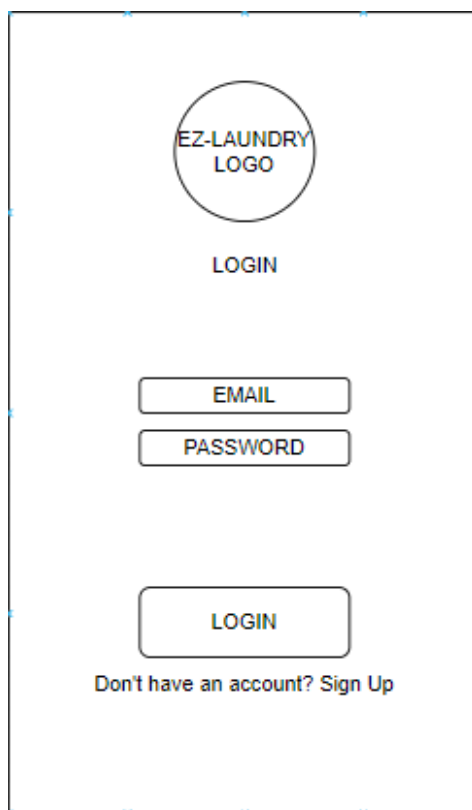 EZ-LAUNDRY
LOGO
LOGIN
EMAIL
PASSWORD
LOGIN
Don't have an account? Sign Up